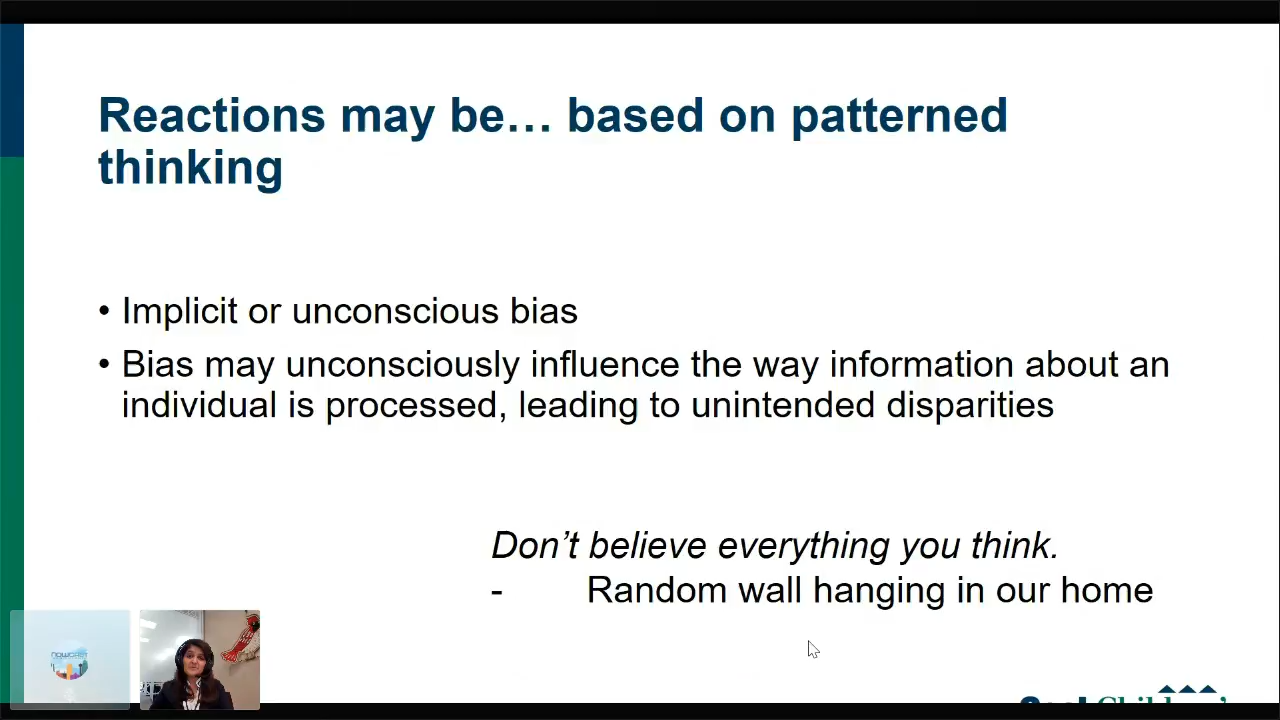 Reactions may be… based on patterned
thinking
• Implicit or unconscious bias
• Bias may unconsciously influence the way information about an
individual is processed, leading to unintended disparities
Don't believe everything you think.
- Random wall hanging in our home